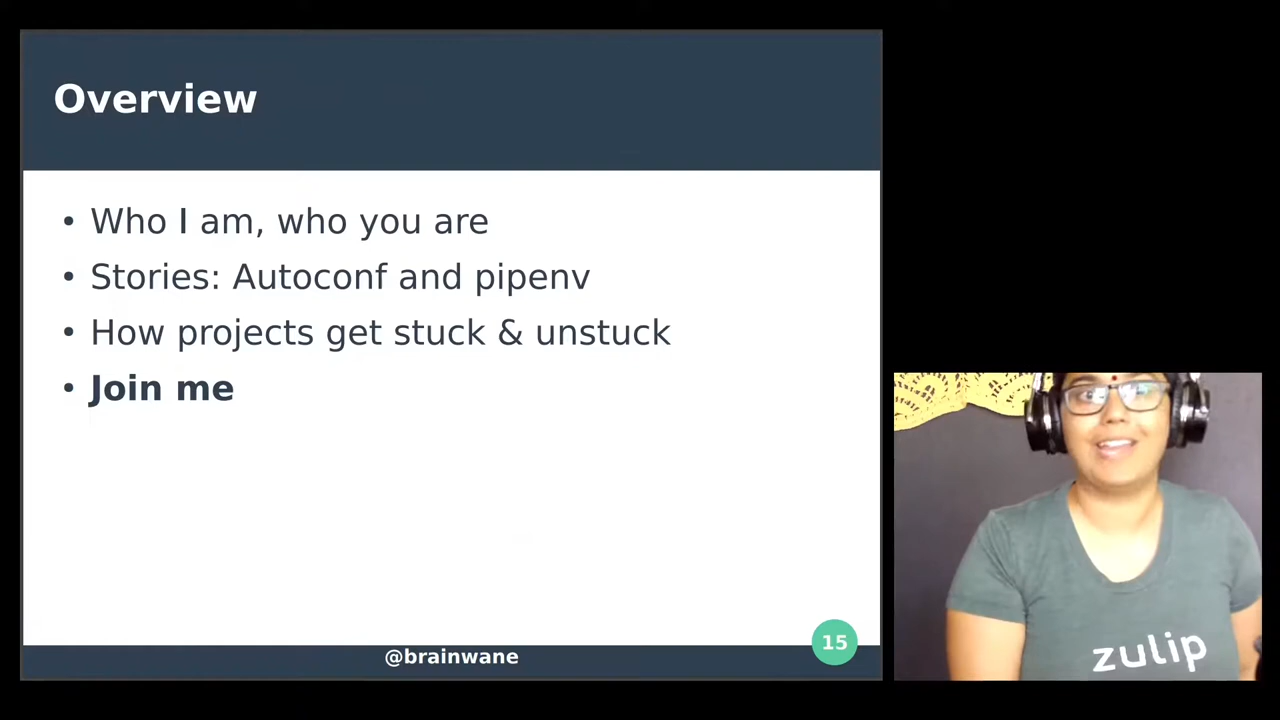 Overview
• Who I am, who you are
• Stories: Autoconf and pipenv
• How projects get stuck & unstuck
• Join me
15
@brainwane
zulip